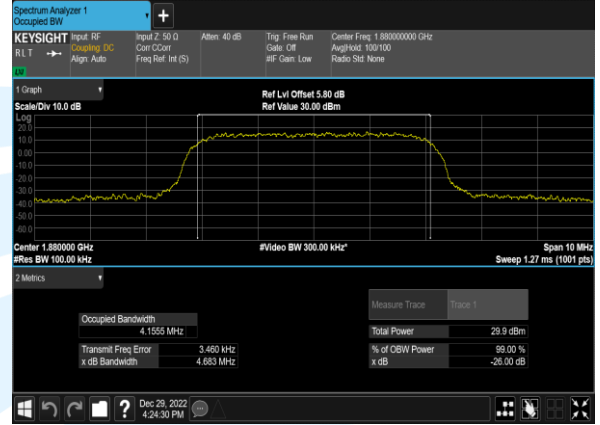 Spectrum Analyzer 1
Occupied BW
KEYSIGHT Input: RF Input Z: 50 Ω Atten: 40 dB Trig: Free Run Center Freq: 1.880000000 GHz
RLT Coupling: DC Corr CCorr Gate: Off Avg|Hold: 100/100
Align: Auto Freq Ref: Int (S) #IF Gain: Low Radio Std: None
1 Graph
Scale/Div 10.0 dB
Ref Lvl Offset 5.80 dB
Ref Value 30.00 dBm
Log
20.0
10.0
0.00
-10.0
-20.0
-30.0
-40.0
-50.0
-60.0
Center 1.880000 GHz #Video BW 300.00 kHz* Span 10 MHz
#Res BW 100.00 kHz Sweep 1.27 ms (1001 pts)
2 Metrics
Measure Trace Trace 1
Occupied Bandwidth
4.1555 MHz Total Power 29.9 dBm
Transmit Freq Error 3.460 kHz % of OBW Power 99.00 %
x dB Bandwidth 4.683 MHz x dB -26.00 dB
? Dec 29, 2022
4:24:30 PM